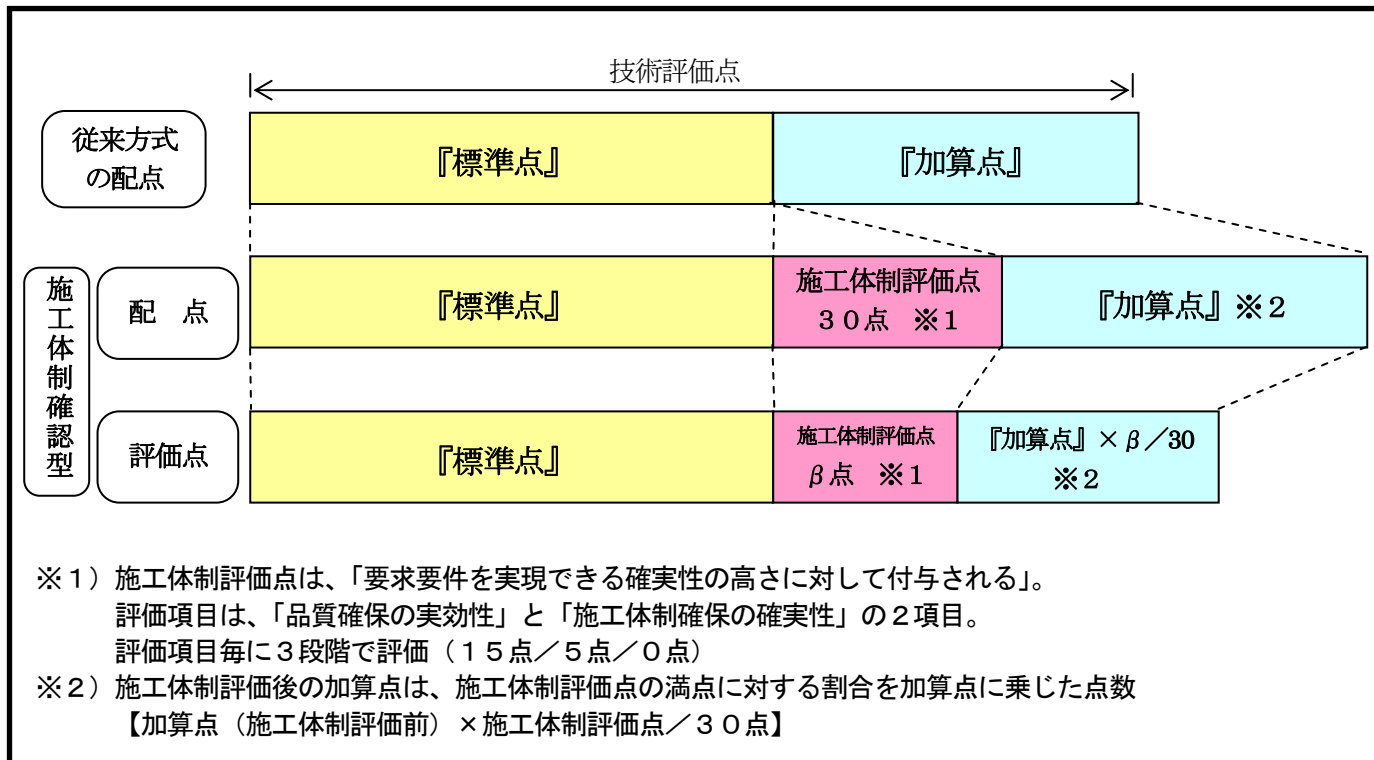 技術評価点
従来方式
の配点
『標準点』
『加算点』
施工体制確認型
配　点
『標準点』
施工体制評価点
３０点　※１
『加算点』※２
評価点
『標準点』
施工体制評価点
β点　※１
『加算点』×β／30
※２
※１）施工体制評価点は、「要求要件を実現できる確実性の高さに対して付与される」。
評価項目は、「品質確保の実効性」と「施工体制確保の確実性」の２項目。
評価項目毎に３段階で評価（１５点／５点／０点）
※２）施工体制評価後の加算点は、施工体制評価点の満点に対する割合を加算点に乗じた点数
【加算点（施工体制評価前）×施工体制評価点／３０点】